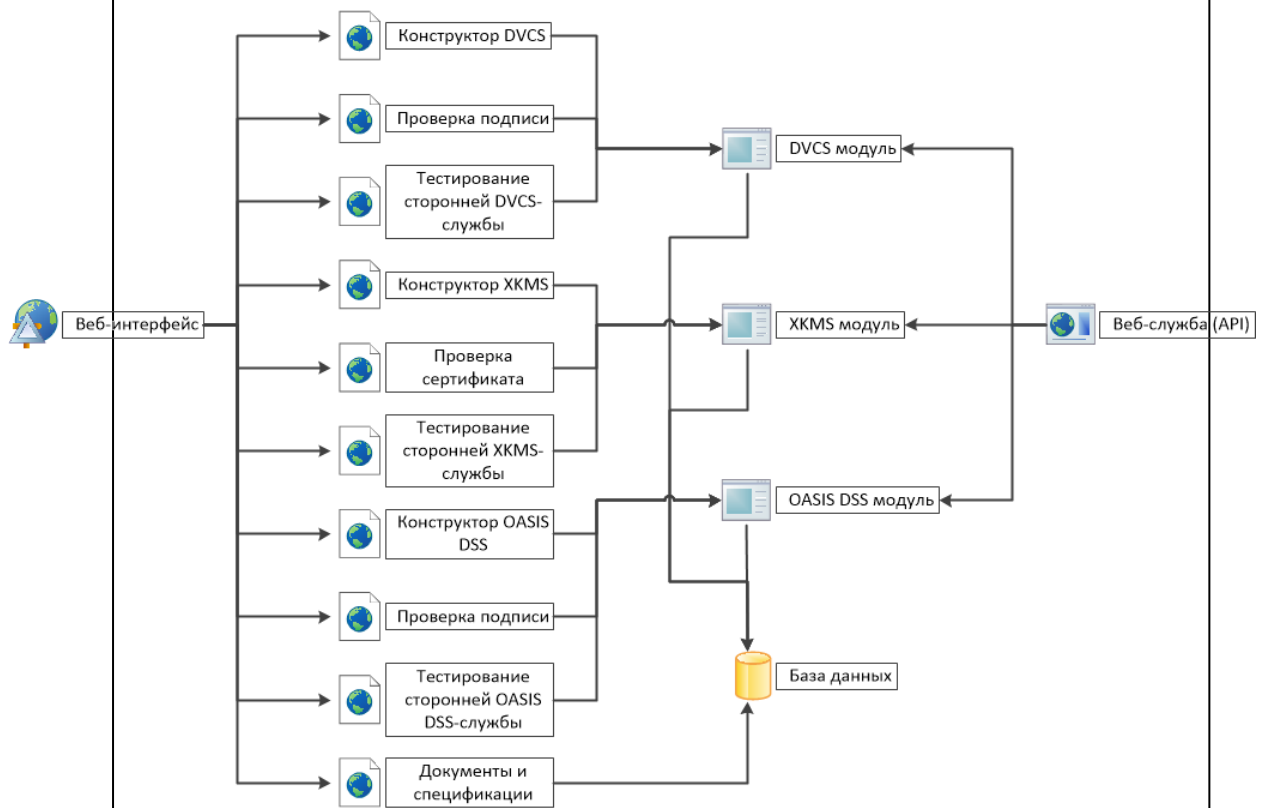 Конструктор DVCS
Проверка подписи
DVCS модуль
Тестирование
сторонней DVCS-
службы
Конструктор XKMS
Веб-интерфейс
XKMS модуль
Веб-служба (API)
Проверка
сертификата
Тестирование
сторонней XKMS-
службы
OASIS DSS модуль
Конструктор OASIS
DSS
Проверка подписи
Тестирование
сторонней OASIS
DSS-службы
База данных
Документы и
спецификации